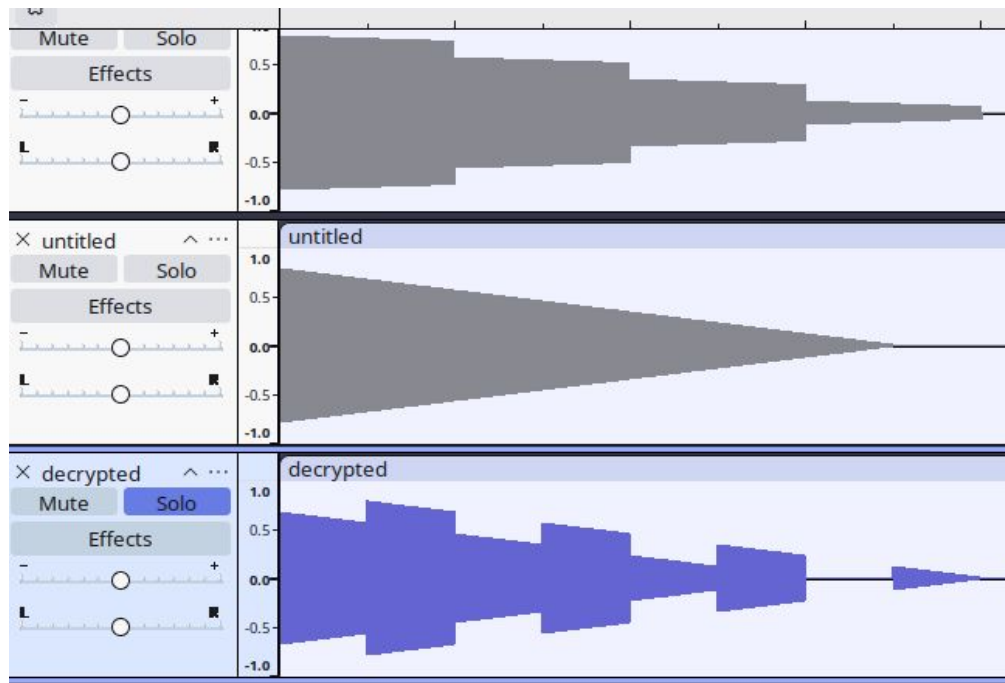 Mute Solo
Effects
- +
L R
0.5
0.0
-0.5
-1.0
untitled
Mute Solo
Effects
- +
L R
untitled
1.0
0.5
0.0
-0.5
-1.0
decrypted
Mute Solo
Effects
- +
L R
decrypted
1.0
0.5
0.0
-0.5
-1.0